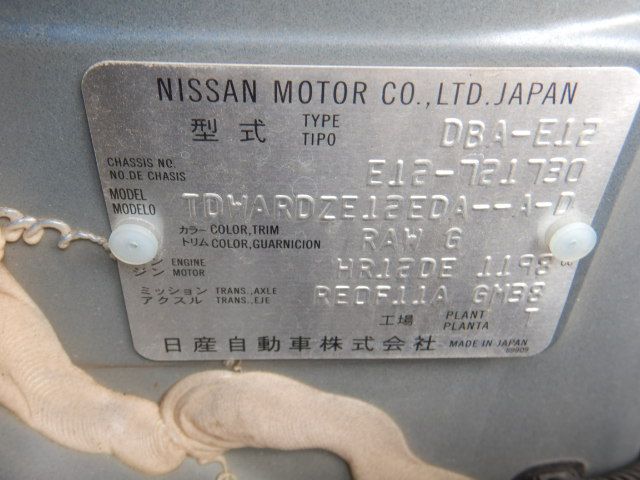 NISSAN MOTOR CO.,LTD. JAPAN
型式 TYPE TIPO DBA-E12
CHASSIS NO. NO.DE CHASIS E12-721730
MODEL MODELO TDWARDZE12EDA--A-D
カラー COLOR,TRIM トリム COLOR,GUARNICION RAW G
ン ENGINE ジン MOTOR HR12DE 1198 cc
ミッション TRANS.,AXLE アクスル TRANS.,EJE RE0F11A GM38
工場 PLANT PLANTA T
日産自動車株式会社 MADE IN JAPAN